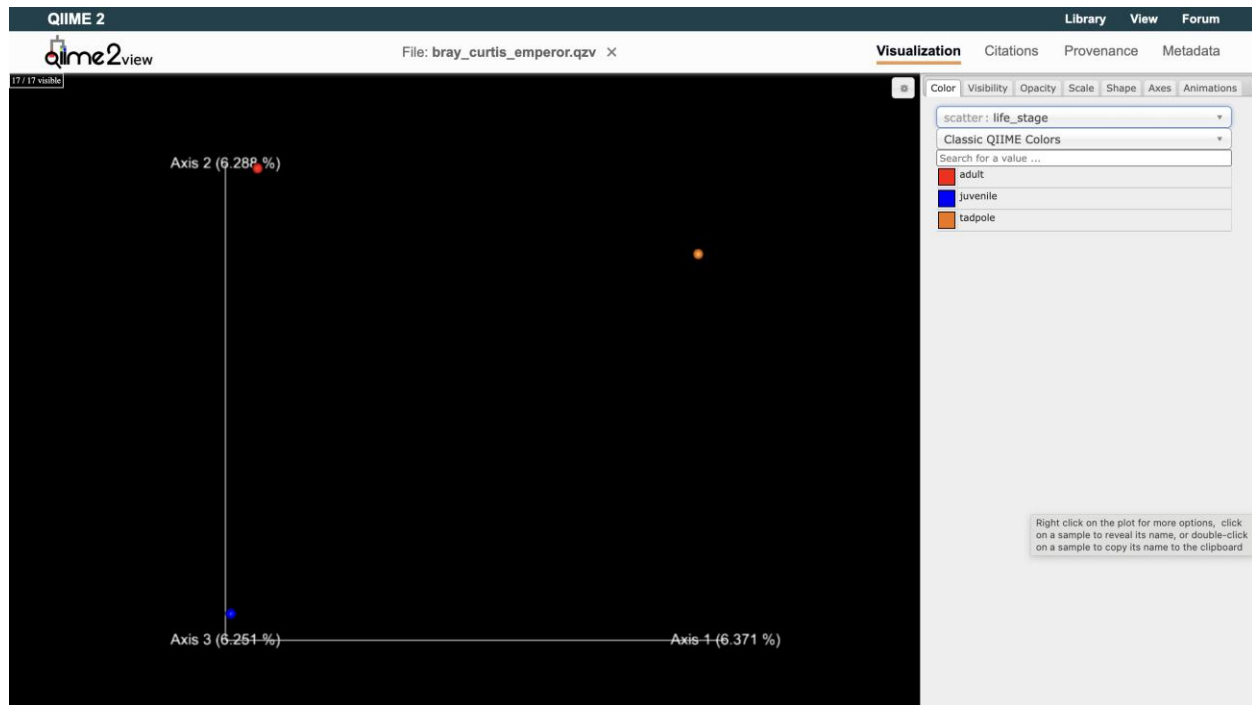 QIIME 2
Library View Forum
qiime2view
File: bray_curtis_emperor.qzv ×
Visualization Citations Provenance Metadata
17 / 17 visible
Color Visibility Opacity Scale Shape Axes Animations
scatter: life_stage
Classic QIIME Colors
Search for a value ...
adult
juvenile
tadpole
Axis 2 (6.288 %)
Axis 3 (6.251 %)
Axis 1 (6.371 %)
Right click on the plot for more options, click
on a sample to reveal its name, or double-click
on a sample to copy its name to the clipboard